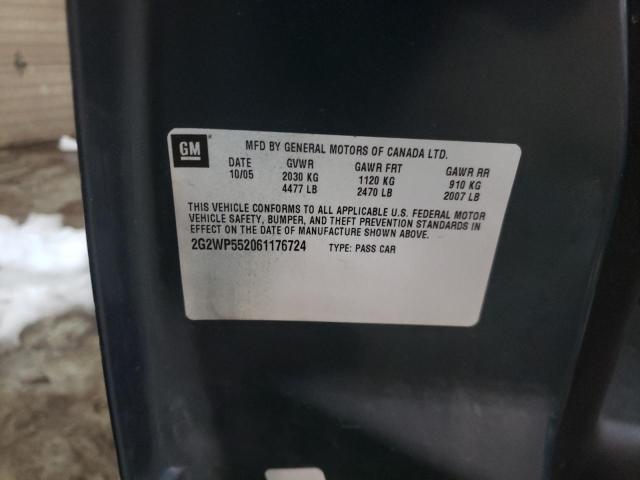 GM
MFD BY GENERAL MOTORS OF CANADA LTD.
DATE GVWR GAWR FRT GAWR RR
10/05 2030 KG 1120 KG 910 KG
4477 LB 2470 LB 2007 LB
THIS VEHICLE CONFORMS TO ALL APPLICABLE U.S. FEDERAL MOTOR
VEHICLE SAFETY, BUMPER, AND THEFT PREVENTION STANDARDS IN
EFFECT ON THE DATE OF MANUFACTURE SHOWN ABOVE.
2G2WP552061176724 TYPE: PASS CAR